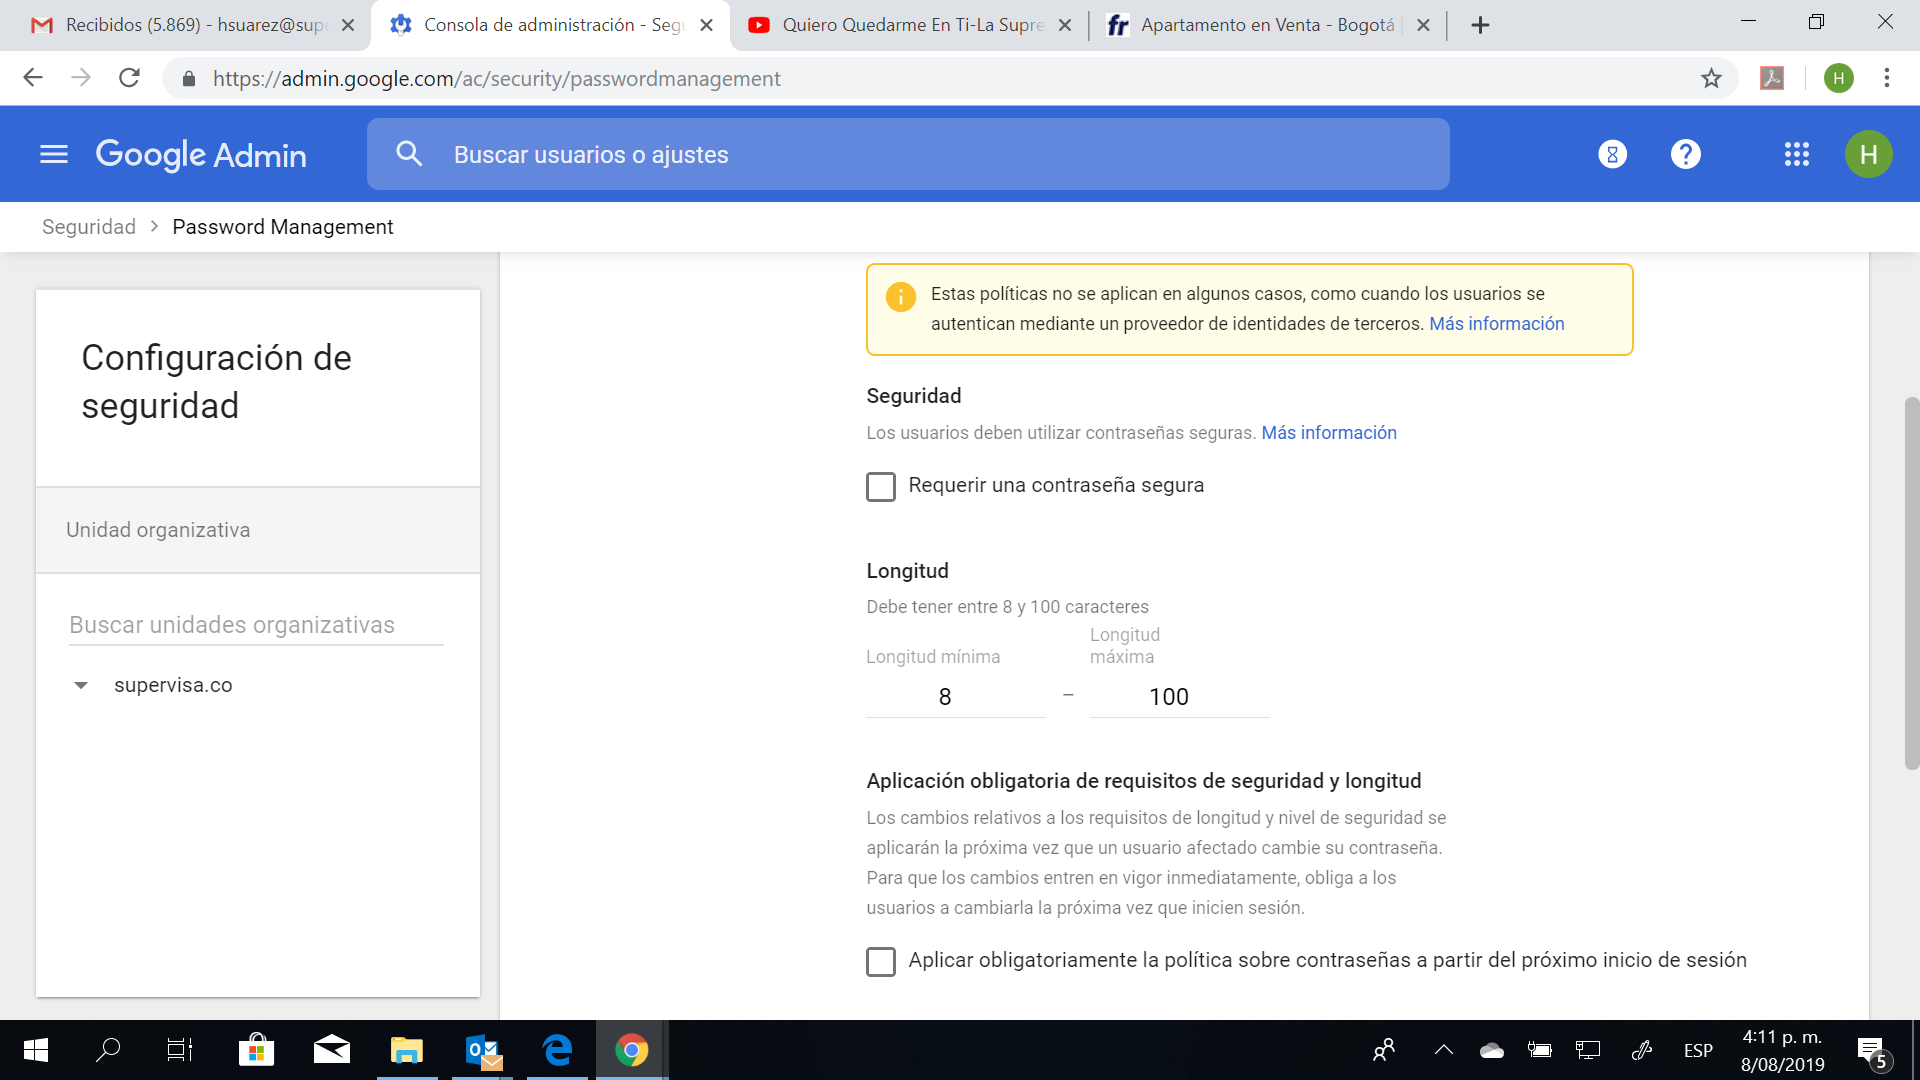 Recibidos (5.869) - hsuarez@supe
Consola de administración - Segu
Quiero Quedarme En Ti-La Supre
fr Apartamento en Venta - Bogotá |
https://admin.google.com/ac/security/passwordmanagement
H
Google Admin
Buscar usuarios o ajustes
?
H
Seguridad > Password Management
Configuración de
seguridad
Unidad organizativa
Buscar unidades organizativas
supervisa.co
Estas políticas no se aplican en algunos casos, como cuando los usuarios se
autentican mediante un proveedor de identidades de terceros. Más información
Seguridad
Los usuarios deben utilizar contraseñas seguras. Más información
Requerir una contraseña segura
Longitud
Debe tener entre 8 y 100 caracteres
Longitud mínima
Longitud
máxima
8 – 100
Aplicación obligatoria de requisitos de seguridad y longitud
Los cambios relativos a los requisitos de longitud y nivel de seguridad se
aplicarán la próxima vez que un usuario afectado cambie su contraseña.
Para que los cambios entren en vigor inmediatamente, obliga a los
usuarios a cambiarla la próxima vez que inicien sesión.
Aplicar obligatoriamente la política sobre contraseñas a partir del próximo inicio de sesión
ESP
4:11 p. m.
8/08/2019
5